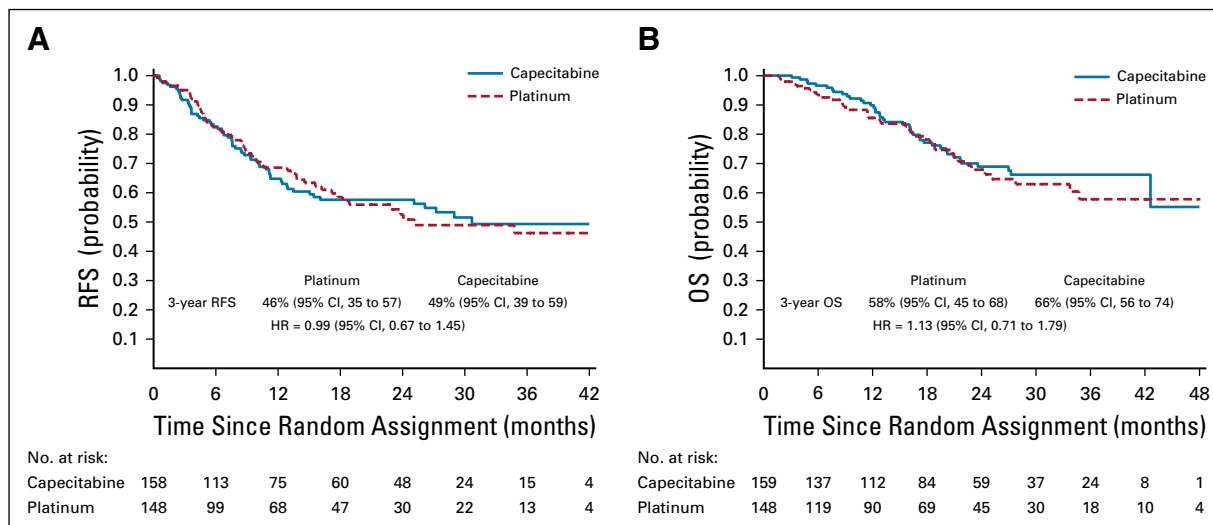 A
Capecitabine
Platinum
RFS (probability)
1.0
0.9
0.8
0.7
0.6
0.5
0.4
0.3
0.2
0.1
Platinum Capecitabine
3-year RFS 46% (95% CI, 35 to 57) 49% (95% CI, 39 to 59)
HR = 0.99 (95% CI, 0.67 to 1.45)
0 6 12 18 24 30 36 42
Time Since Random Assignment (months)
No. at risk:
Capecitabine 158 113 75 60 48 24 15 4
Platinum 148 99 68 47 30 22 13 4
B
Capecitabine
Platinum
OS (probability)
1.0
0.9
0.8
0.7
0.6
0.5
0.4
0.3
0.2
0.1
Platinum Capecitabine
3-year OS 58% (95% CI, 45 to 68) 66% (95% CI, 56 to 74)
HR = 1.13 (95% CI, 0.71 to 1.79)
0 6 12 18 24 30 36 42 48
Time Since Random Assignment (months)
No. at risk:
Capecitabine 159 137 112 84 59 37 24 8 1
Platinum 148 119 90 69 45 30 18 10 4